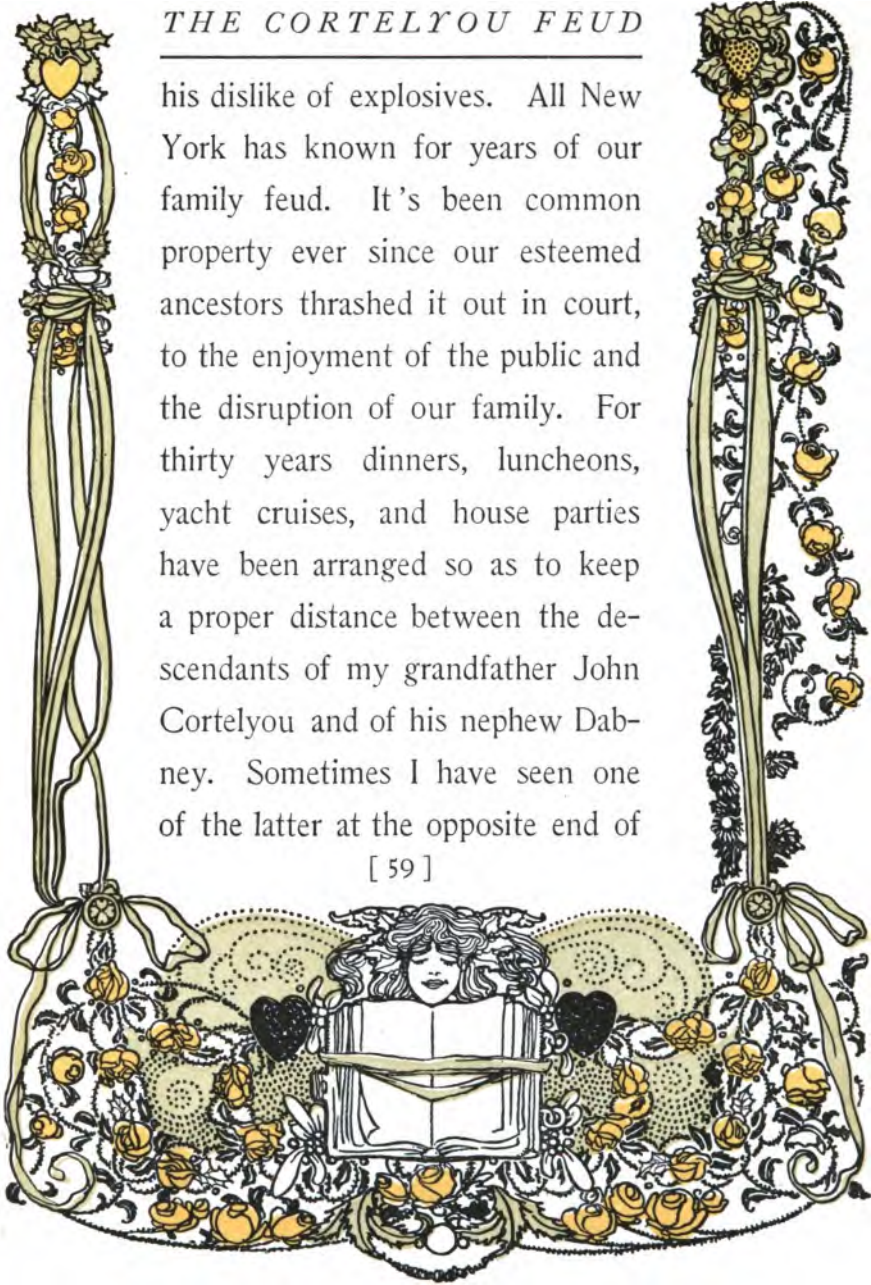 THE CORTELYOU FEUD
his dislike of explosives. All New
York has known for years of our
family feud. It's been common
property ever since our esteemed
ancestors thrashed it out in court,
to the enjoyment of the public and
the disruption of our family. For
thirty years dinners, luncheons,
yacht cruises, and house parties
have been arranged so as to keep
a proper distance between the de-
scendants of my grandfather John
Cortelyou and of his nephew Dab-
ney. Sometimes I have seen one
of the latter at the opposite end of
[ 59 ]